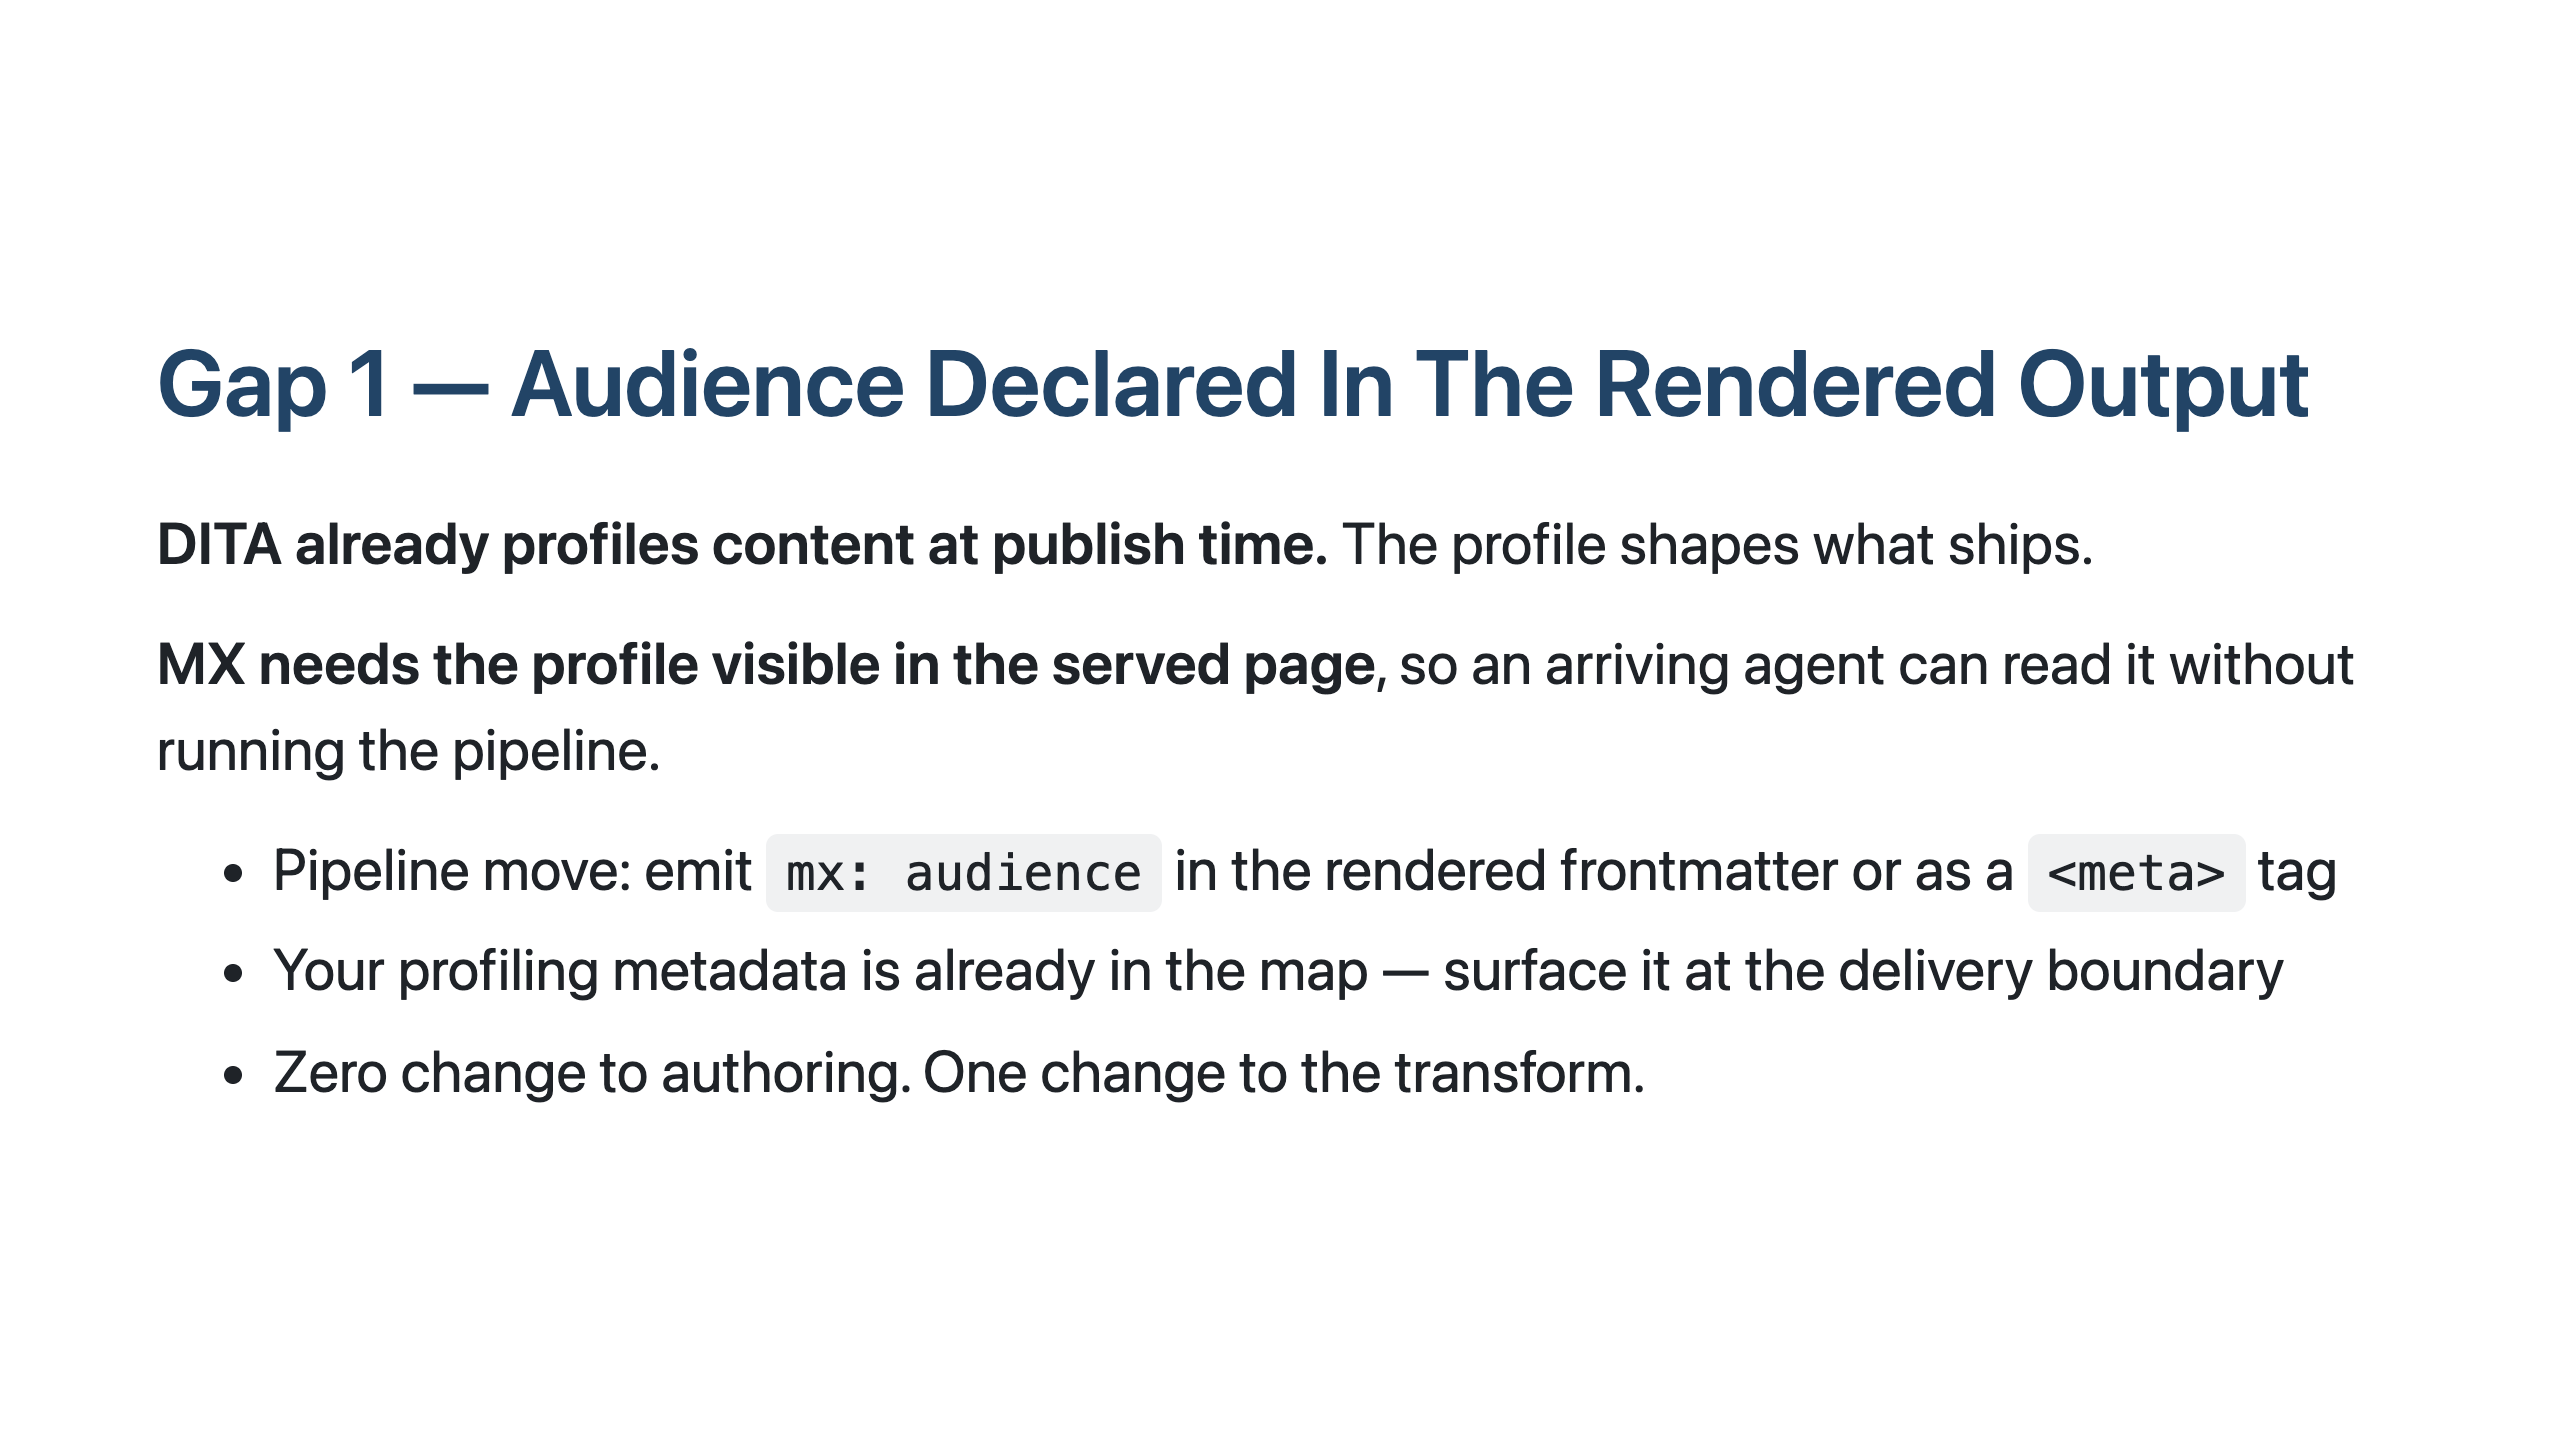 Gap 1 — Audience Declared In The Rendered Output
DITA already profiles content at publish time. The profile shapes what ships.
MX needs the profile visible in the served page, so an arriving agent can read it without
running the pipeline.
• Pipeline move: emit mx: audience in the rendered frontmatter or as a <meta> tag
• Your profiling metadata is already in the map — surface it at the delivery boundary
• Zero change to authoring. One change to the transform.